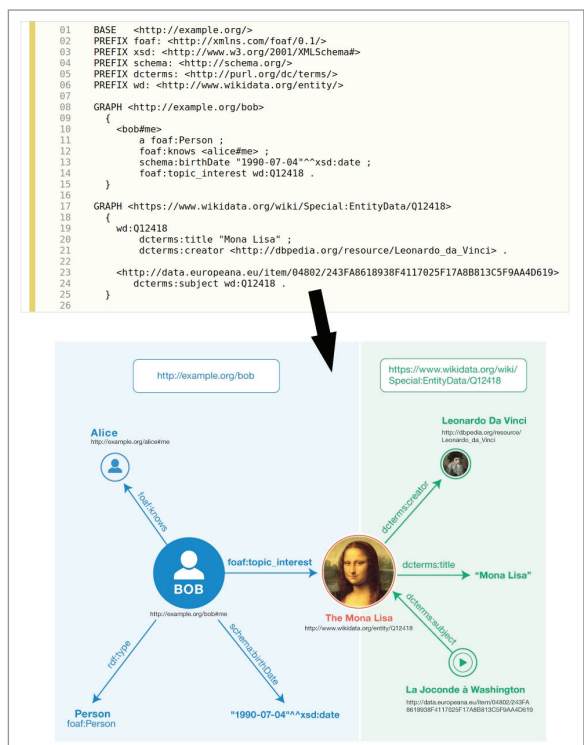 01 BASE <http://example.org/>
02 PREFIX foaf: <http://xmlns.com/foaf/0.1/>
03 PREFIX xsd: <http://www.w3.org/2001/XMLSchema#>
04 PREFIX schema: <http://schema.org/>
05 PREFIX dcterms: <http://purl.org/dc/terms/>
06 PREFIX wd: <http://www.wikidata.org/entity/>
07
08 GRAPH <http://example.org/bob>
09 {
10 <bob#me>
11 a foaf:Person ;
12 foaf:knows <alice#me> ;
13 schema:birthDate "1990-07-04"^^xsd:date ;
14 foaf:topic_interest wd:Q12418 .
15 }
16
17 GRAPH <https://www.wikidata.org/wiki/Special:EntityData/Q12418>
18 {
19 wd:Q12418
20 dcterms:title "Mona Lisa" ;
21 dcterms:creator <http://dbpedia.org/resource/Leonardo_da_Vinci> .
22
23 <http://data.europeana.eu/item/04802/243FA8618938F4117025F17A8B813C5F9AA4D619>
24 dcterms:subject wd:Q12418 .
25 }
26
http://example.org/bob
https://www.wikidata.org/wiki/
Special:EntityData/Q12418
Alice
http://example.org/alice#me
Leonardo Da Vinci
http://dbpedia.org/resource/
Leonardo_da_Vinci
foaf:knows
dcterms:creator
BOB
http://example.org/bob#me
foaf:topic_interest
dcterms:title
"Mona Lisa"
The Mona Lisa
http://www.wikidata.org/entity/Q12418
dcterms:subject
rdf:type
schema:birthDate
La Joconde à Washington
http://data.europeana.eu/item/04802/243FA
8618938F4117025F17A8B813C5F9AA4D619
Person
foaf:Person
"1990-07-04"^^xsd:date